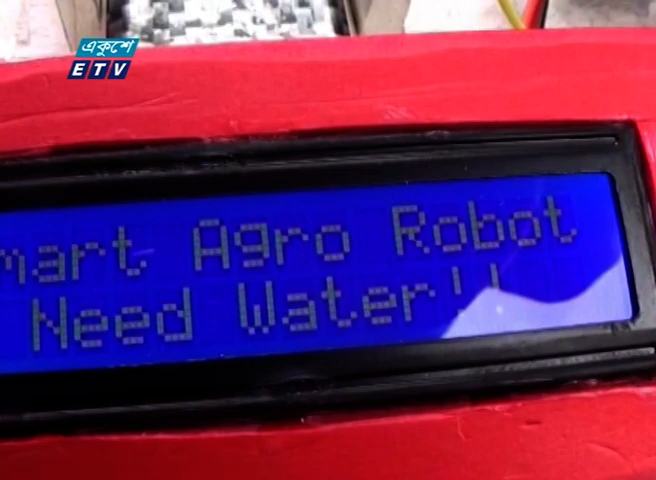 একুশে
ETV
mart Agro Robot
Need Water!!